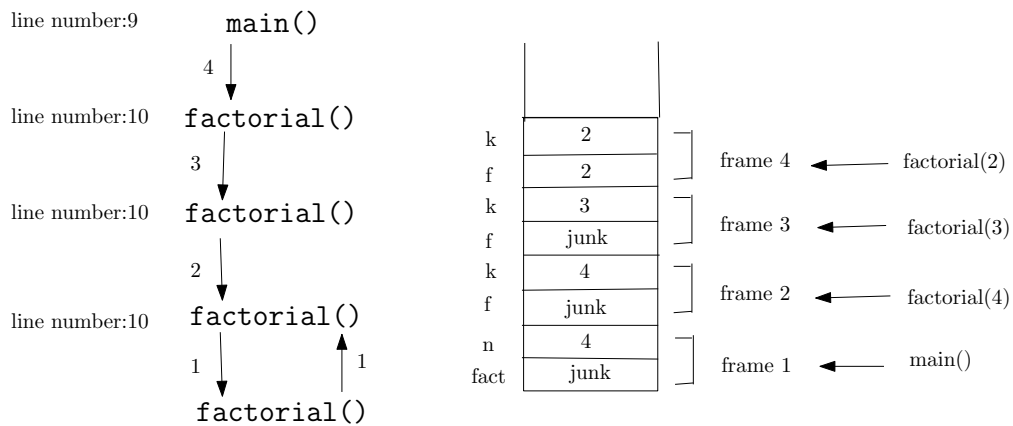 line number:9
main()
4
line number:10
factorial()
3
line number:10
factorial()
2
line number:10
factorial()
1
1
factorial()
k
2
f
2
frame 4
factorial(2)
k
3
f
junk
frame 3
factorial(3)
k
4
f
junk
frame 2
factorial(4)
n
4
fact
junk
frame 1
main()